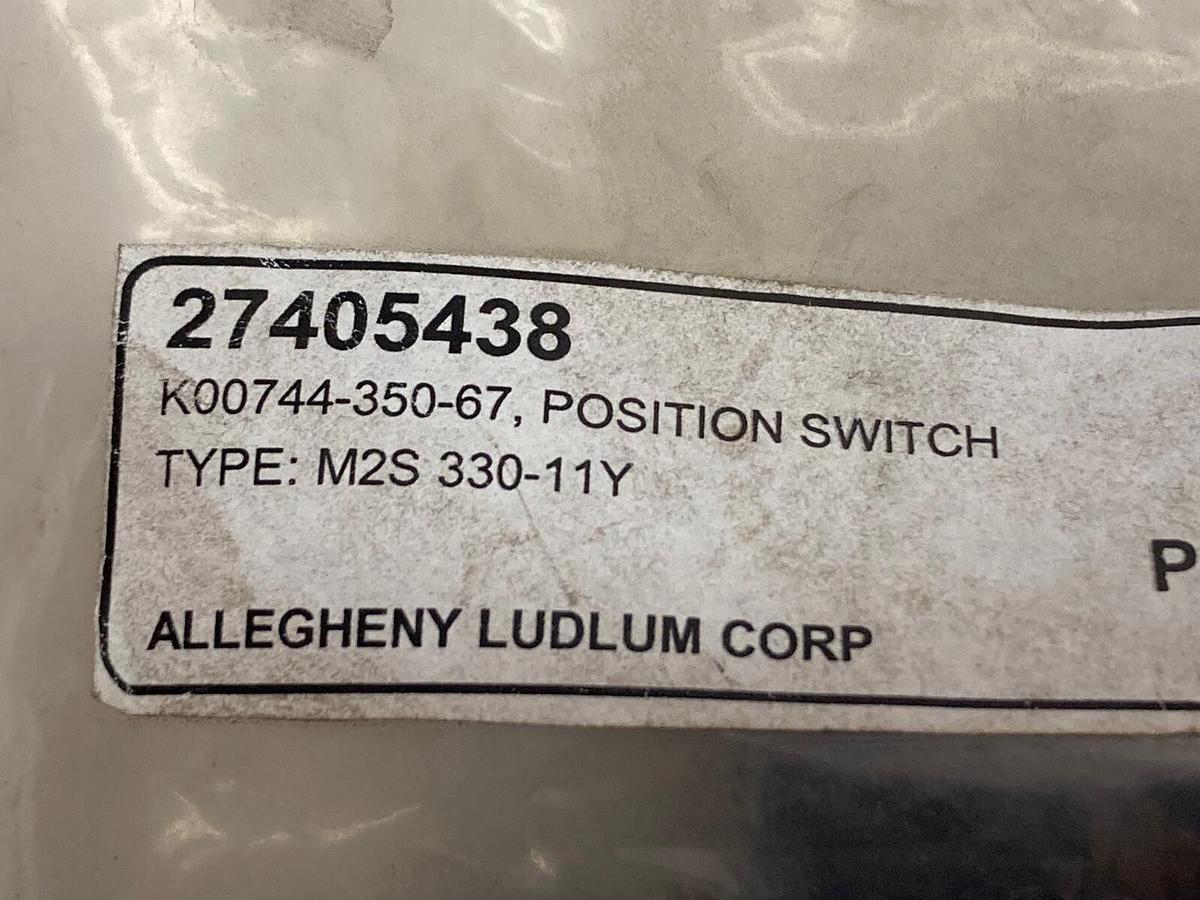 27405438
K00744-350-67, POSITION SWITCH
TYPE: M2S 330-11Y
P
ALLEGHENY LUDLUM CORP